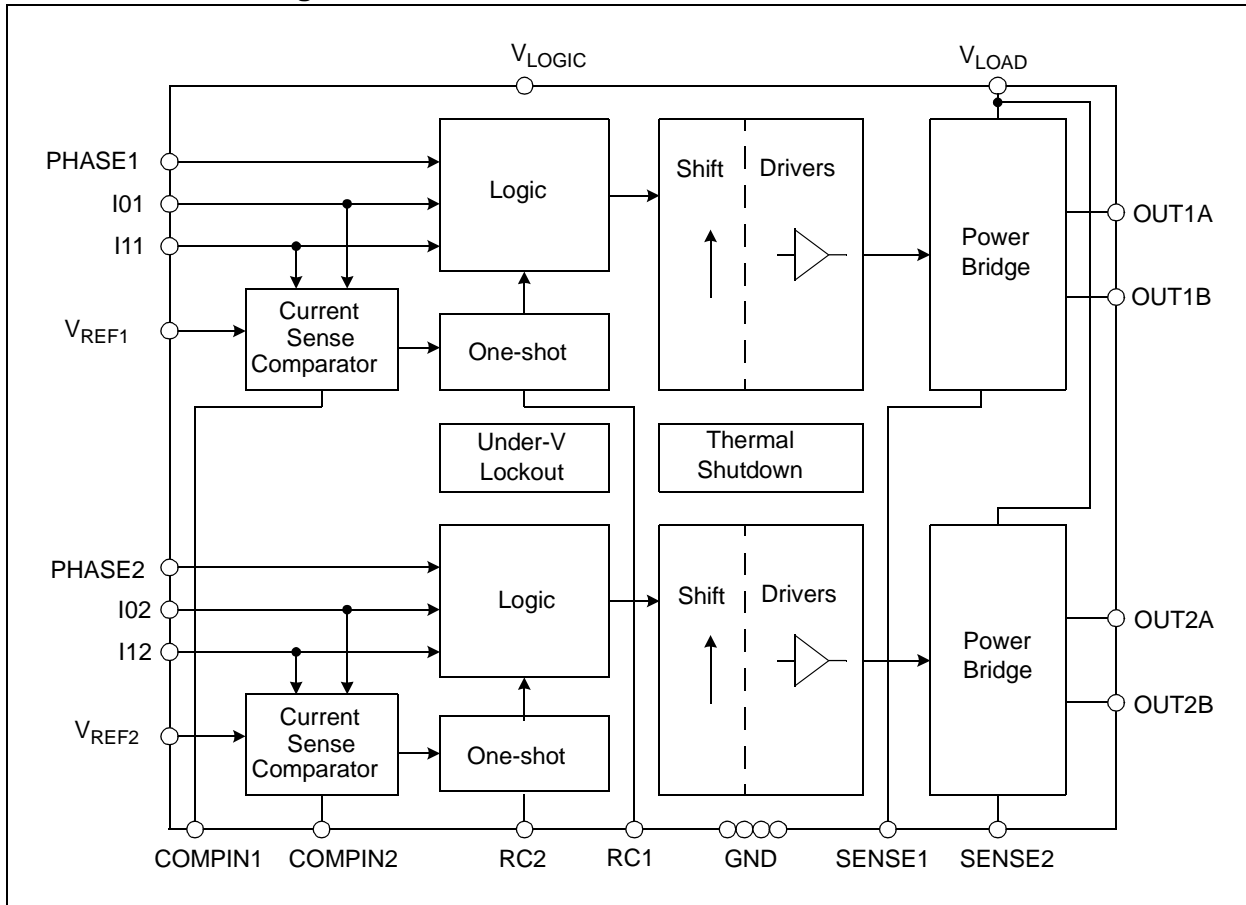 V_LOGIC
V_LOAD
PHASE1
I01
I11
V_REF1
Logic
Shift
Drivers
Power
Bridge
OUT1A
OUT1B
Current
Sense
Comparator
One-shot
Under-V
Lockout
Thermal
Shutdown
PHASE2
I02
I12
V_REF2
Logic
Shift
Drivers
Power
Bridge
OUT2A
OUT2B
Current
Sense
Comparator
One-shot
COMPIN1
COMPIN2
RC2
RC1
GND
SENSE1
SENSE2